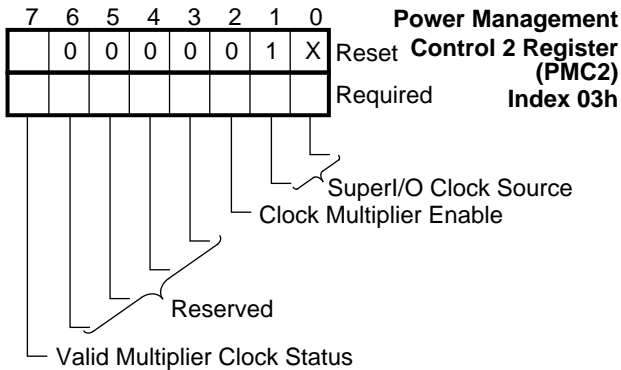 7 6 5 4 3 2 1 0
Power Management
0 0 0 0 0 1 X Reset
Control 2 Register
(PMC2)
Required
Index 03h
SuperI/O Clock Source
Clock Multiplier Enable
Reserved
Valid Multiplier Clock Status